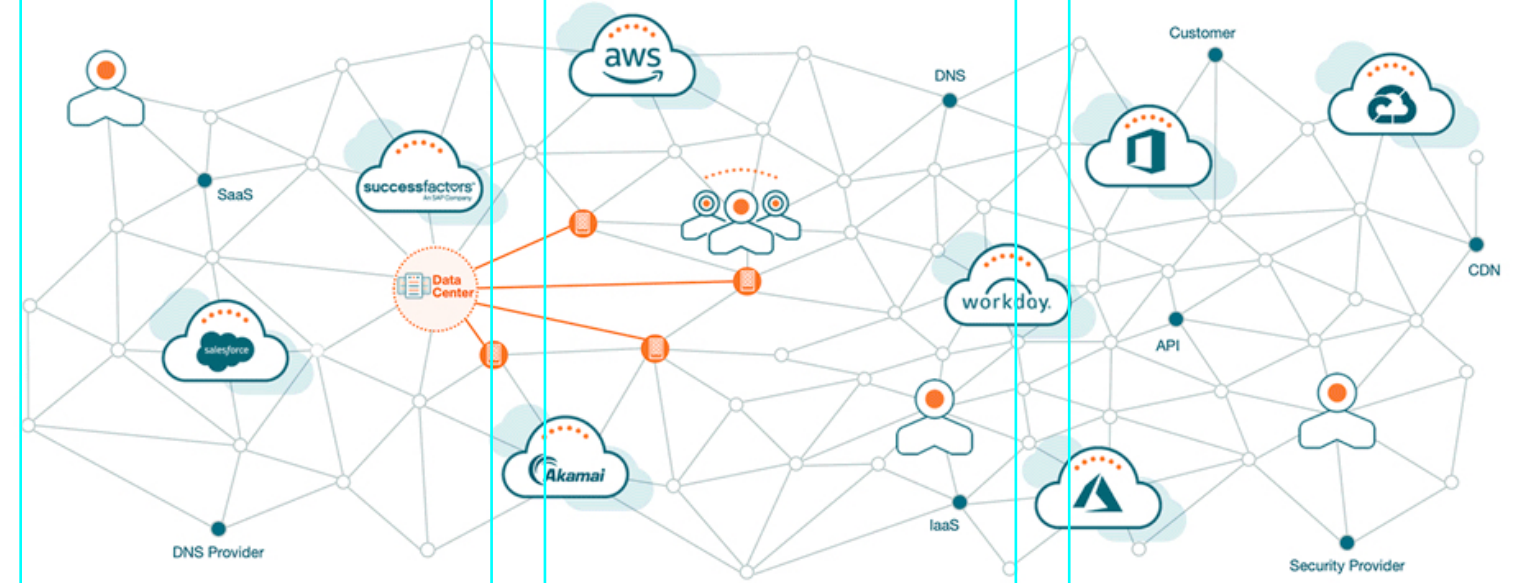 Customer
aws
DNS
SaaS
successfactors
An SAP Company
Data
Center
CDN
workday.
API
salesforce
Akamai
IaaS
DNS Provider
Security Provider